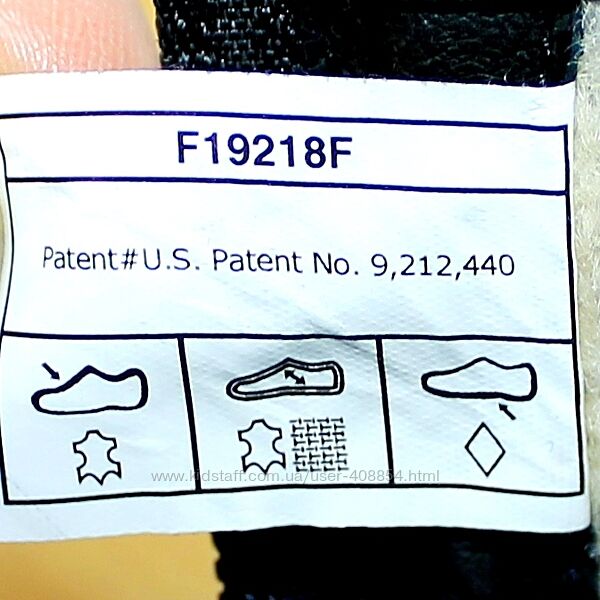 F19218F
Patent#U.S. Patent No. 9,212,440
www.kidstaff.com.ua/user-408854.html